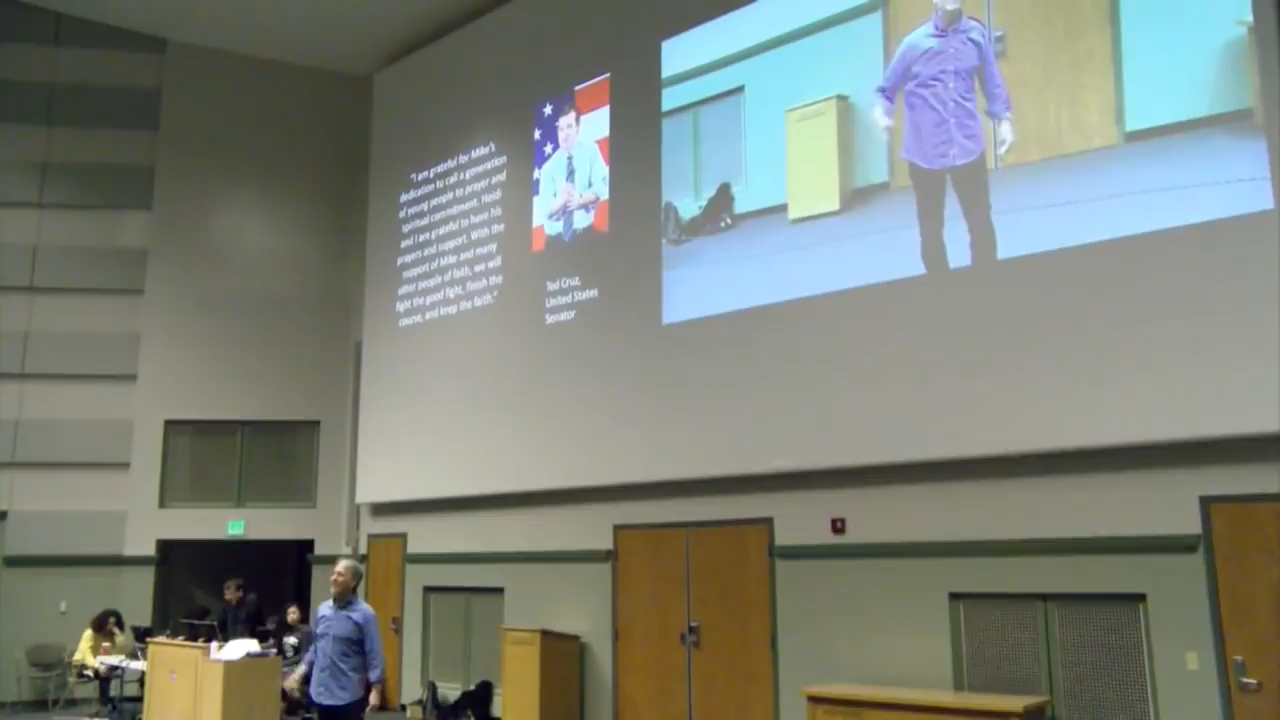 "I am grateful for Mike's
dedication to call a generation
of young people to prayer and
spiritual commitment. Heidi
and I are grateful to have his
prayers and support. With the
support of Mike and many
other people of faith, we will
fight the good fight, finish the
course, and keep the faith."
Ted Cruz,
United States
Senator